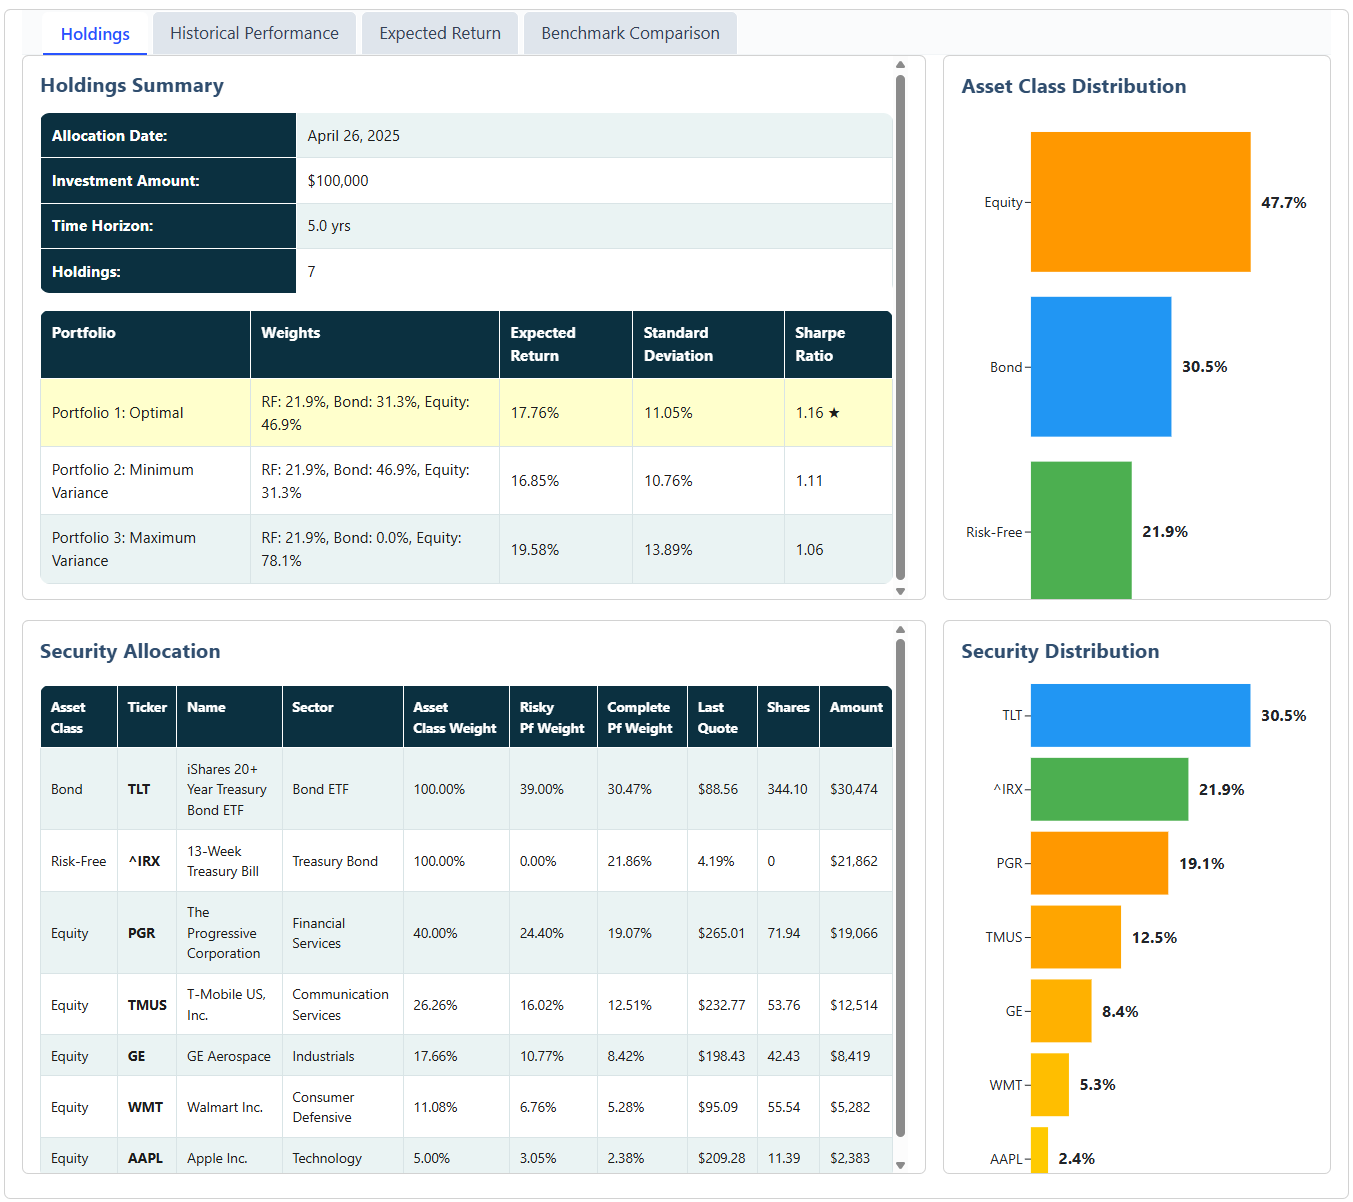 Holdings
Historical Performance
Expected Return
Benchmark Comparison
Holdings Summary
Allocation Date: April 26, 2025
Investment Amount: $100,000
Time Horizon: 5.0 yrs
Holdings: 7
Portfolio Weights Expected Return Standard Deviation Sharpe Ratio
Portfolio 1: Optimal RF: 21.9%, Bond: 31.3%, Equity: 46.9% 17.76% 11.05% 1.16 ★
Portfolio 2: Minimum Variance RF: 21.9%, Bond: 46.9%, Equity: 31.3% 16.85% 10.76% 1.11
Portfolio 3: Maximum Variance RF: 21.9%, Bond: 0.0%, Equity: 78.1% 19.58% 13.89% 1.06
Asset Class Distribution
Equity 47.7%
Bond 30.5%
Risk-Free 21.9%
Security Allocation
Asset Class Ticker Name Sector Asset Class Weight Risky Pf Weight Complete Pf Weight Last Quote Shares Amount
Bond TLT iShares 20+ Year Treasury Bond ETF Bond ETF 100.00% 39.00% 30.47% $88.56 344.10 $30,474
Risk-Free ^IRX 13-Week Treasury Bill Treasury Bond 100.00% 0.00% 21.86% 4.19% 0 $21,862
Equity PGR The Progressive Corporation Financial Services 40.00% 24.40% 19.07% $265.01 71.94 $19,066
Equity TMUS T-Mobile US, Inc. Communication Services 26.26% 16.02% 12.51% $232.77 53.76 $12,514
Equity GE GE Aerospace Industrials 17.66% 10.77% 8.42% $198.43 42.43 $8,419
Equity WMT Walmart Inc. Consumer Defensive 11.08% 6.76% 5.28% $95.09 55.54 $5,282
Equity AAPL Apple Inc. Technology 5.00% 3.05% 2.38% $209.28 11.39 $2,383
Security Distribution
TLT 30.5%
^IRX 21.9%
PGR 19.1%
TMUS 12.5%
GE 8.4%
WMT 5.3%
AAPL 2.4%